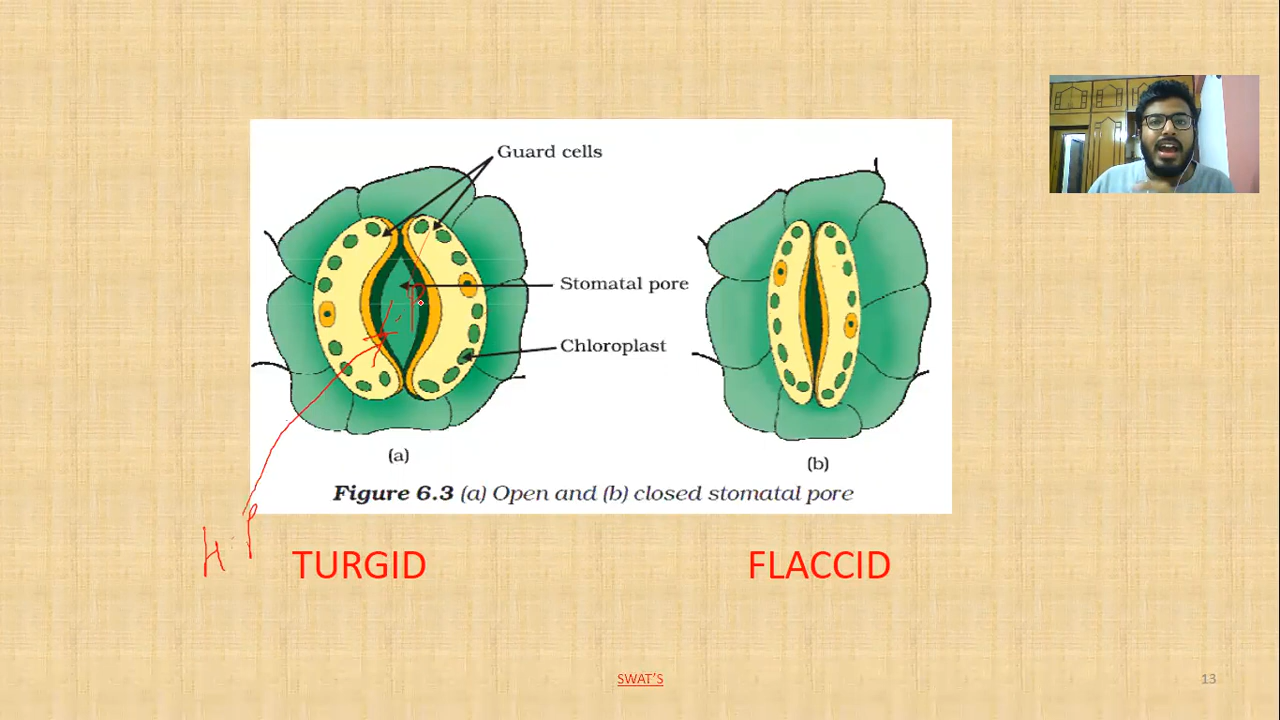 Guard cells
Stomatal pore
Chloroplast
(a)
(b)
Figure 6.3 (a) Open and (b) closed stomatal pore
H.P
TURGID
FLACCID
SWAT'S
13